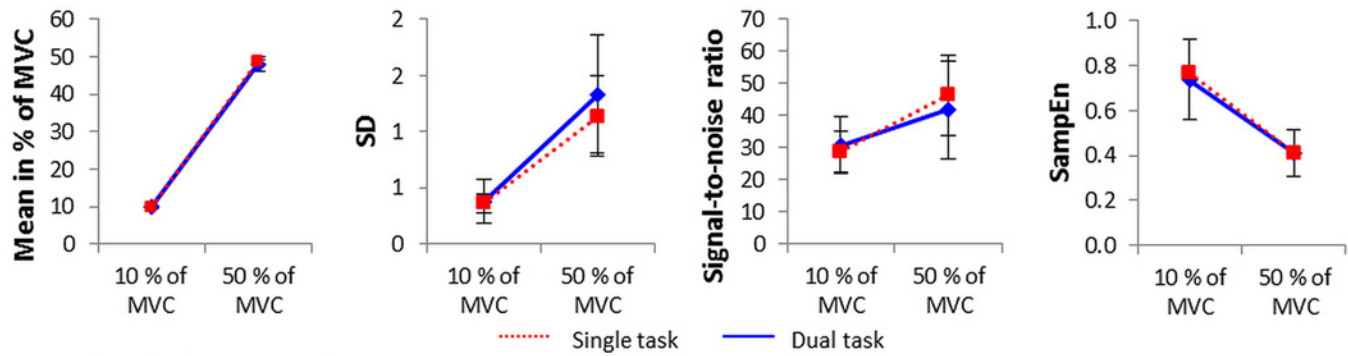 Mean in % of MVC
60
50
40
30
20
10
0
10 % of
MVC
50 % of
MVC
SD
2
2
1
1
0
10 % of
MVC
50 % of
MVC
Signal-to-noise ratio
70
60
50
40
30
20
10
0
10 % of
MVC
50 % of
MVC
SampEn
1.0
0.8
0.6
0.4
0.2
0.0
10 % of
MVC
50 % of
MVC
Single task
Dual task